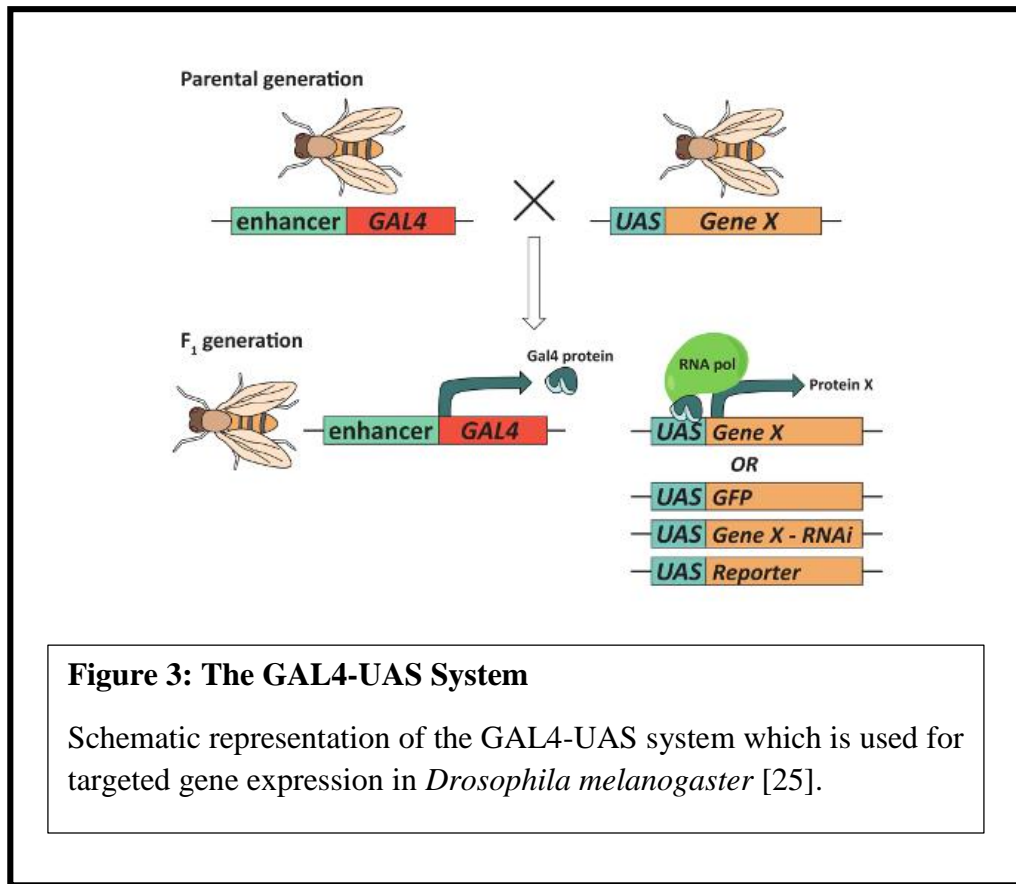 Parental generation
enhancer GAL4
UAS Gene X
F1 generation
Gal4 protein
enhancer GAL4
RNA pol
Protein X
UAS Gene X
OR
UAS GFP
UAS Gene X - RNAi
UAS Reporter
Figure 3: The GAL4-UAS System
Schematic representation of the GAL4-UAS system which is used for
targeted gene expression in Drosophila melanogaster [25].